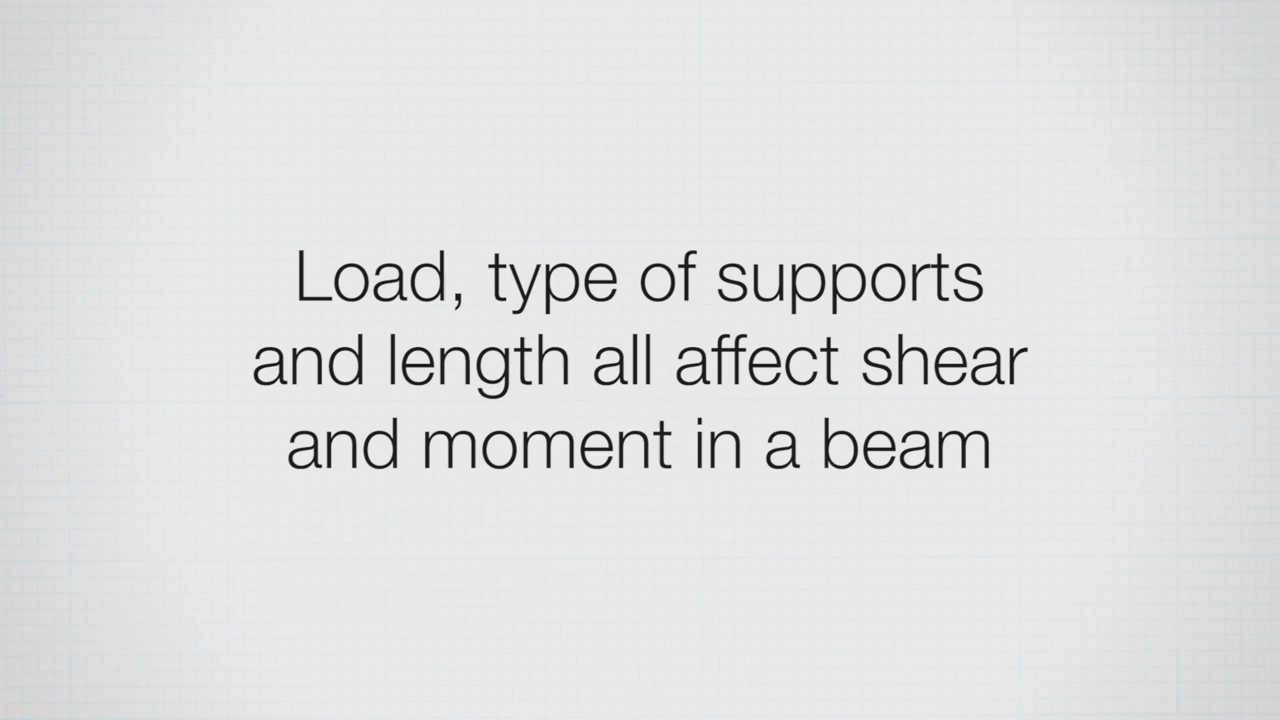 Load, type of supports
and length all affect shear
and moment in a beam